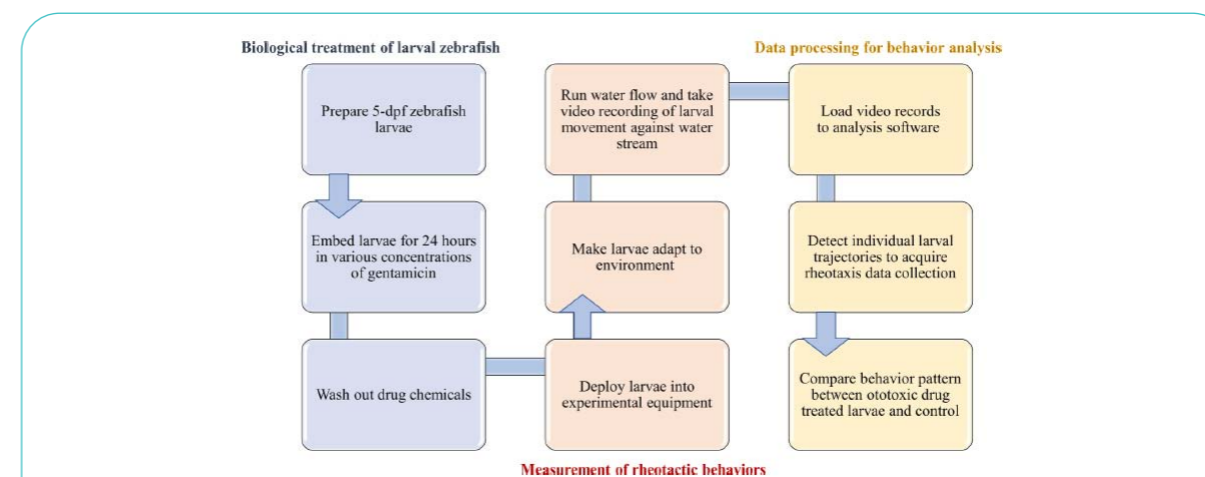 Biological treatment of larval zebrafish
Prepare 5-dpf zebrafish
larvae
Embed larvae for 24 hours
in various concentrations
of gentamicin
Wash out drug chemicals
Deploy larvae into
experimental equipment
Make larvae adapt to
environment
Run water flow and take
video recording of larval
movement against water
stream
Measurement of rheotactic behaviors
Data processing for behavior analysis
Load video records
to analysis software
Detect individual larval
trajectories to acquire
rheotaxis data collection
Compare behavior pattern
between ototoxic drug
treated larvae and control